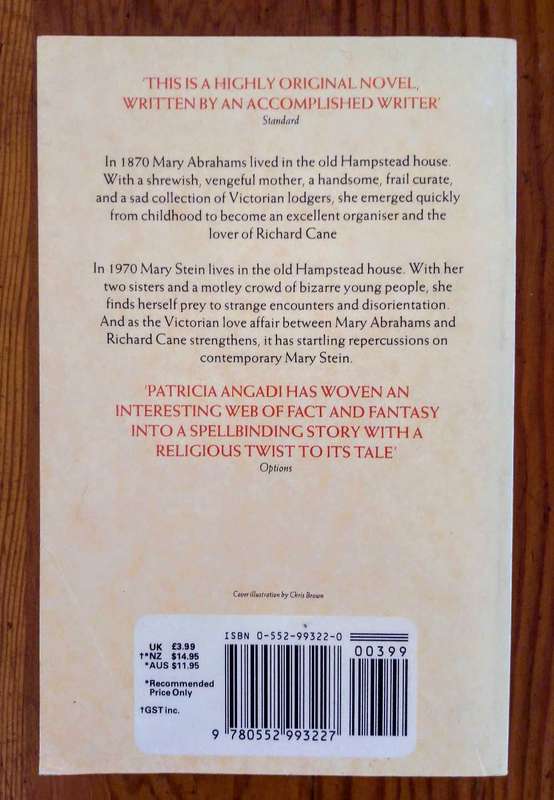 'THIS IS A HIGHLY ORIGINAL NOVEL,
WRITTEN BY AN ACCOMPLISHED WRITER'
Standard
In 1870 Mary Abrahams lived in the old Hampstead house.
With a shrewish, vengeful mother, a handsome, frail curate,
and a sad collection of Victorian lodgers, she emerged quickly
from childhood to become an excellent organiser and the
lover of Richard Cane
In 1970 Mary Stein lives in the old Hampstead house. With her
two sisters and a motley crowd of bizarre young people, she
finds herself prey to strange encounters and disorientation.
And as the Victorian love affair between Mary Abrahams and
Richard Cane strengthens, it has startling repercussions on
contemporary Mary Stein.
'PATRICIA ANGADI HAS WOVEN AN
INTERESTING WEB OF FACT AND FANTASY
INTO A SPELLBINDING STORY WITH A
RELIGIOUS TWIST TO ITS TALE'
Options
Cover illustration by Chris Brown
UK £3.99
†*NZ $14.95
*AUS $11.95
*Recommended
Price Only
†GST inc.
ISBN 0-552-99322-0
00399
9 780552 993227